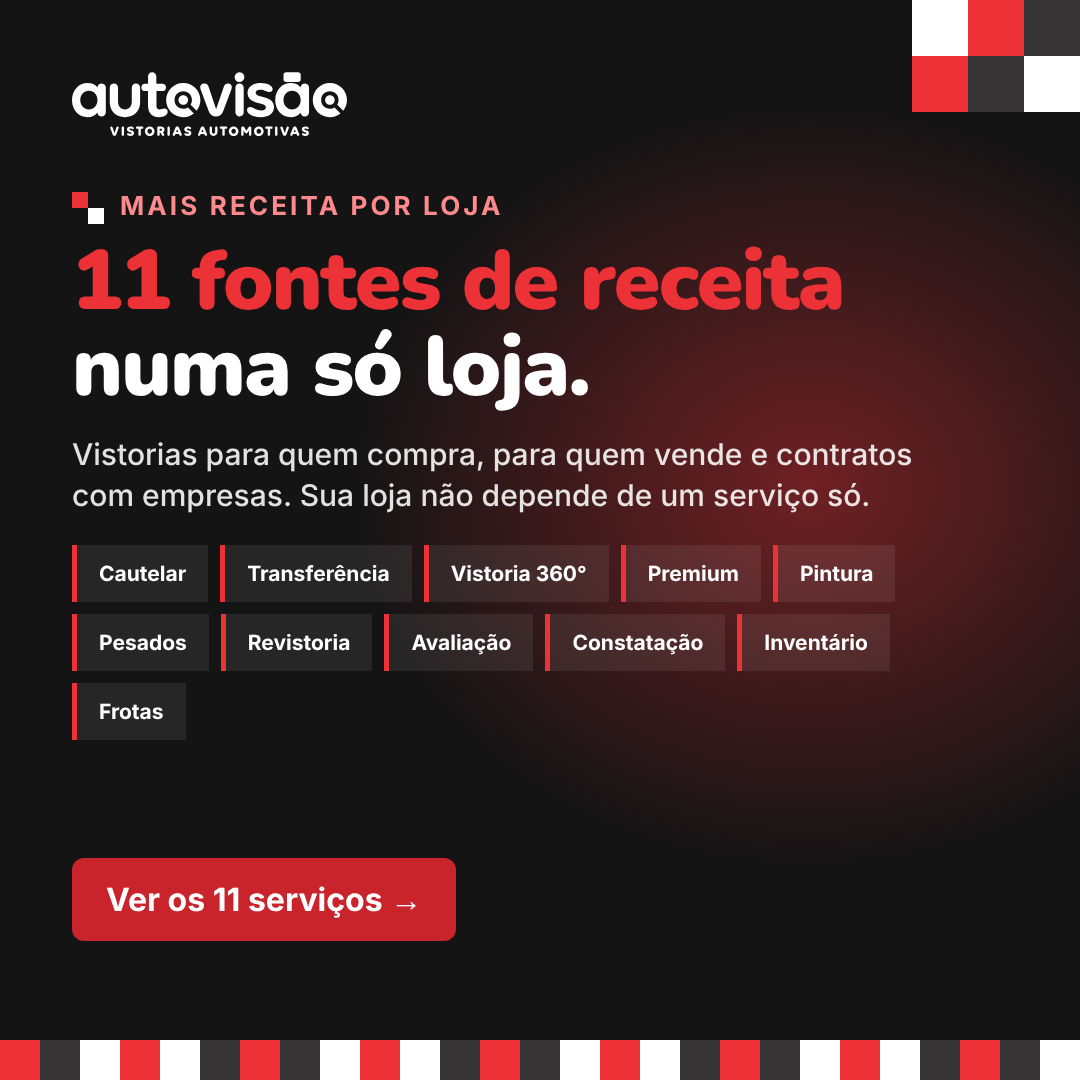 autovisão
VISTORIAS AUTOMOTIVAS
MAIS RECEITA POR LOJA
11 fontes de receita
numa só loja.
Vistorias para quem compra, para quem vende e contratos
com empresas. Sua loja não depende de um serviço só.
Cautelar Transferência Vistoria 360° Premium Pintura
Pesados Revistoria Avaliação Constatação Inventário
Frotas
Ver os 11 serviços →